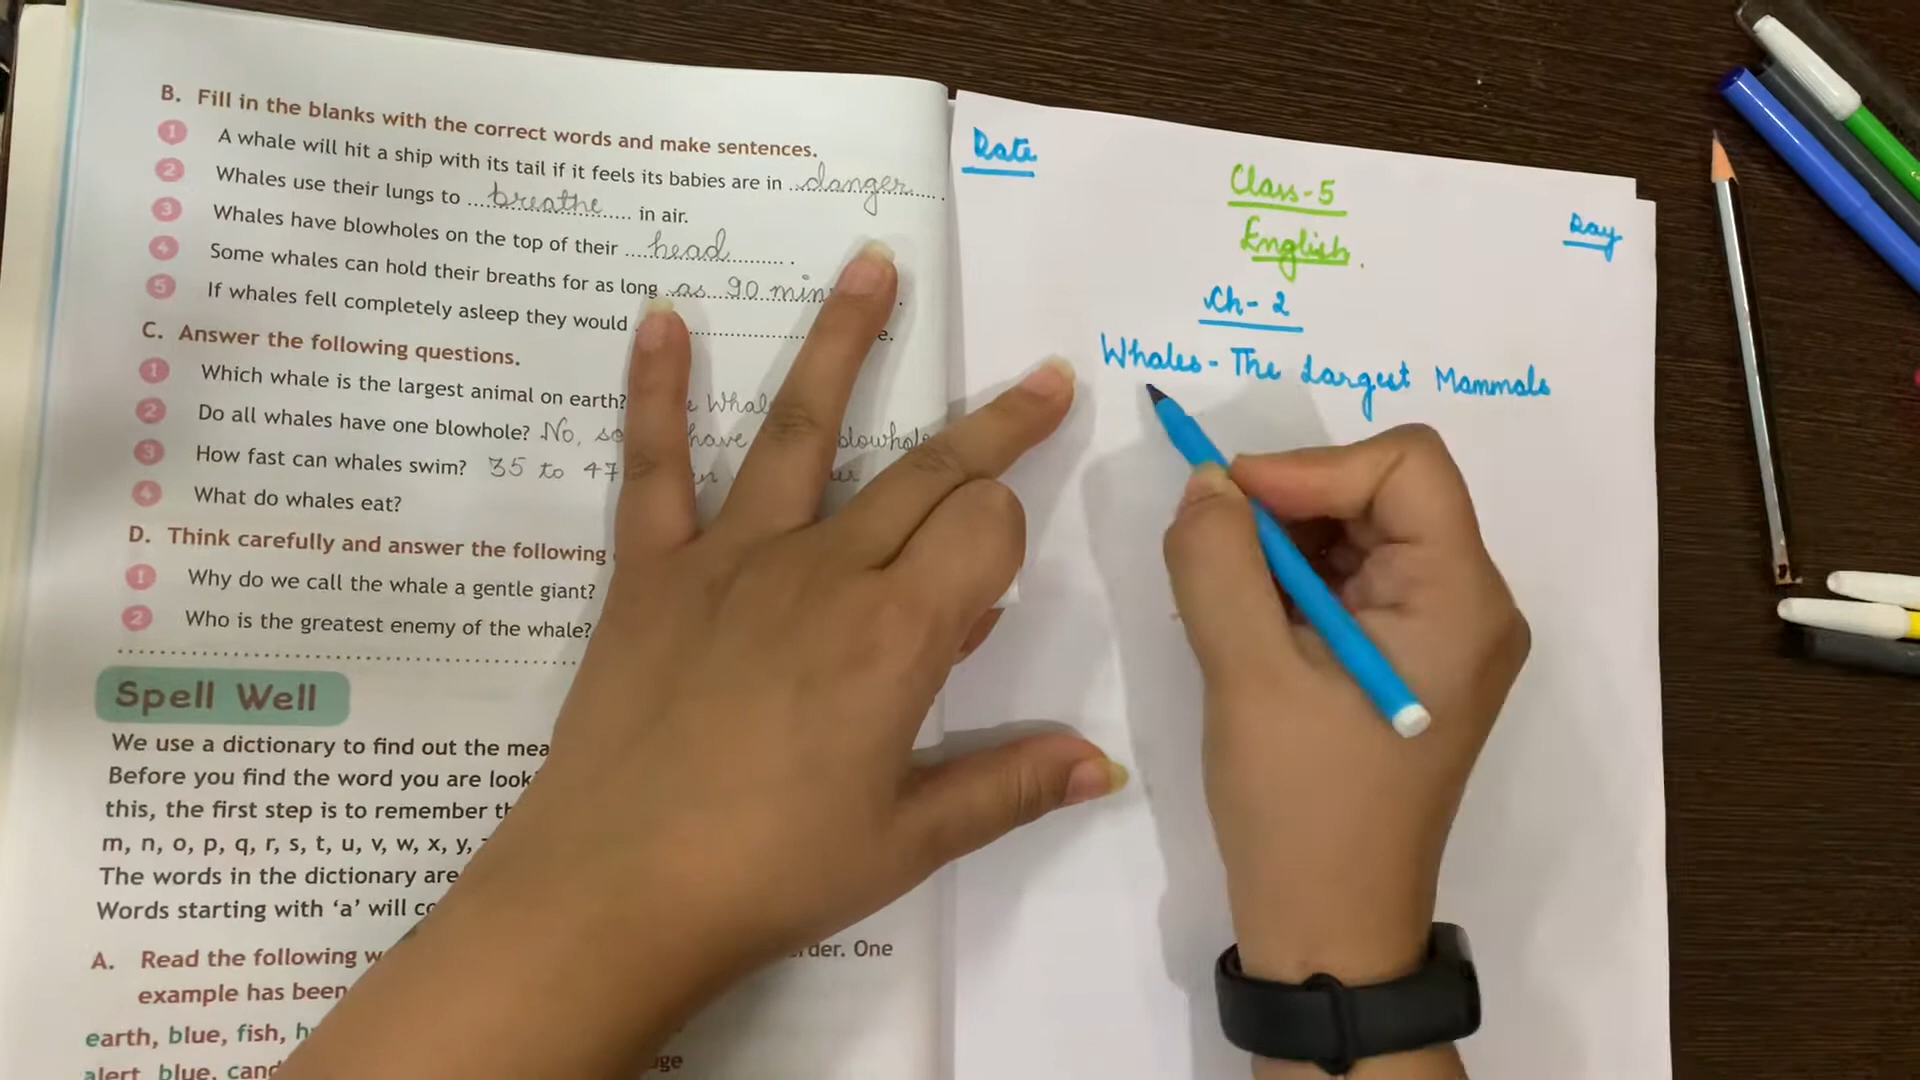 B. Fill in the blanks with the correct words and make sentences.
1 A whale will hit a ship with its tail if it feels its babies are in danger.
2 Whales use their lungs to breathe in air.
3 Whales have blowholes on the top of their head.
4 Some whales can hold their breaths for as long as 90 min
5 If whales fell completely asleep they would
C. Answer the following questions.
1 Which whale is the largest animal on earth?
2 Do all whales have one blowhole? No, have blowhole
3 How fast can whales swim? 35 to 47
4 What do whales eat?
D. Think carefully and answer the following
1 Why do we call the whale a gentle giant?
2 Who is the greatest enemy of the whale?
Spell Well
We use a dictionary to find out the
Before you find the word you are
this, the first step is to remember
m, n, o, p, q, r, s, t, u, v, w, x, y,
The words in the dictionary are
Words starting with ‘a’ will
A. Read the following der. One
example has been
earth, blue, fish,
alert, blue,
Date
Class-5
English.
Day
Ch-2
Whales - The Largest Mammals